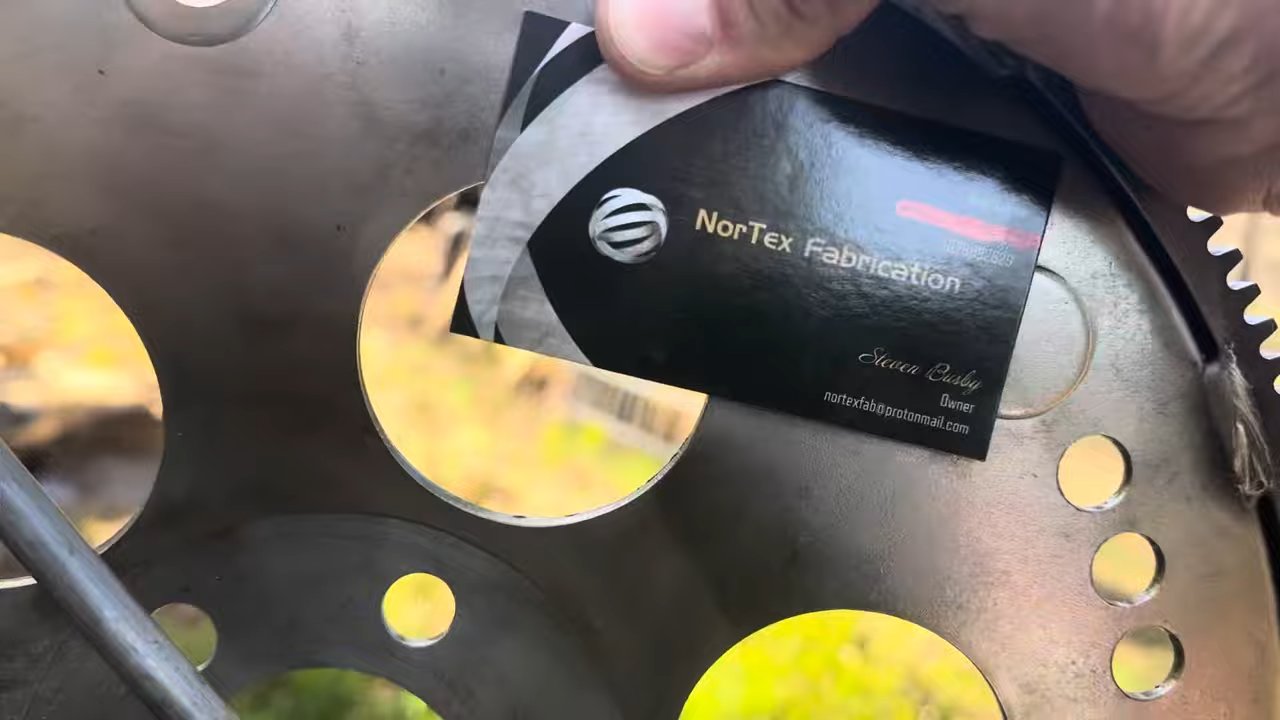 NorTex Fabrication
Steven Busby
Owner
nortexfab@protonmail.com